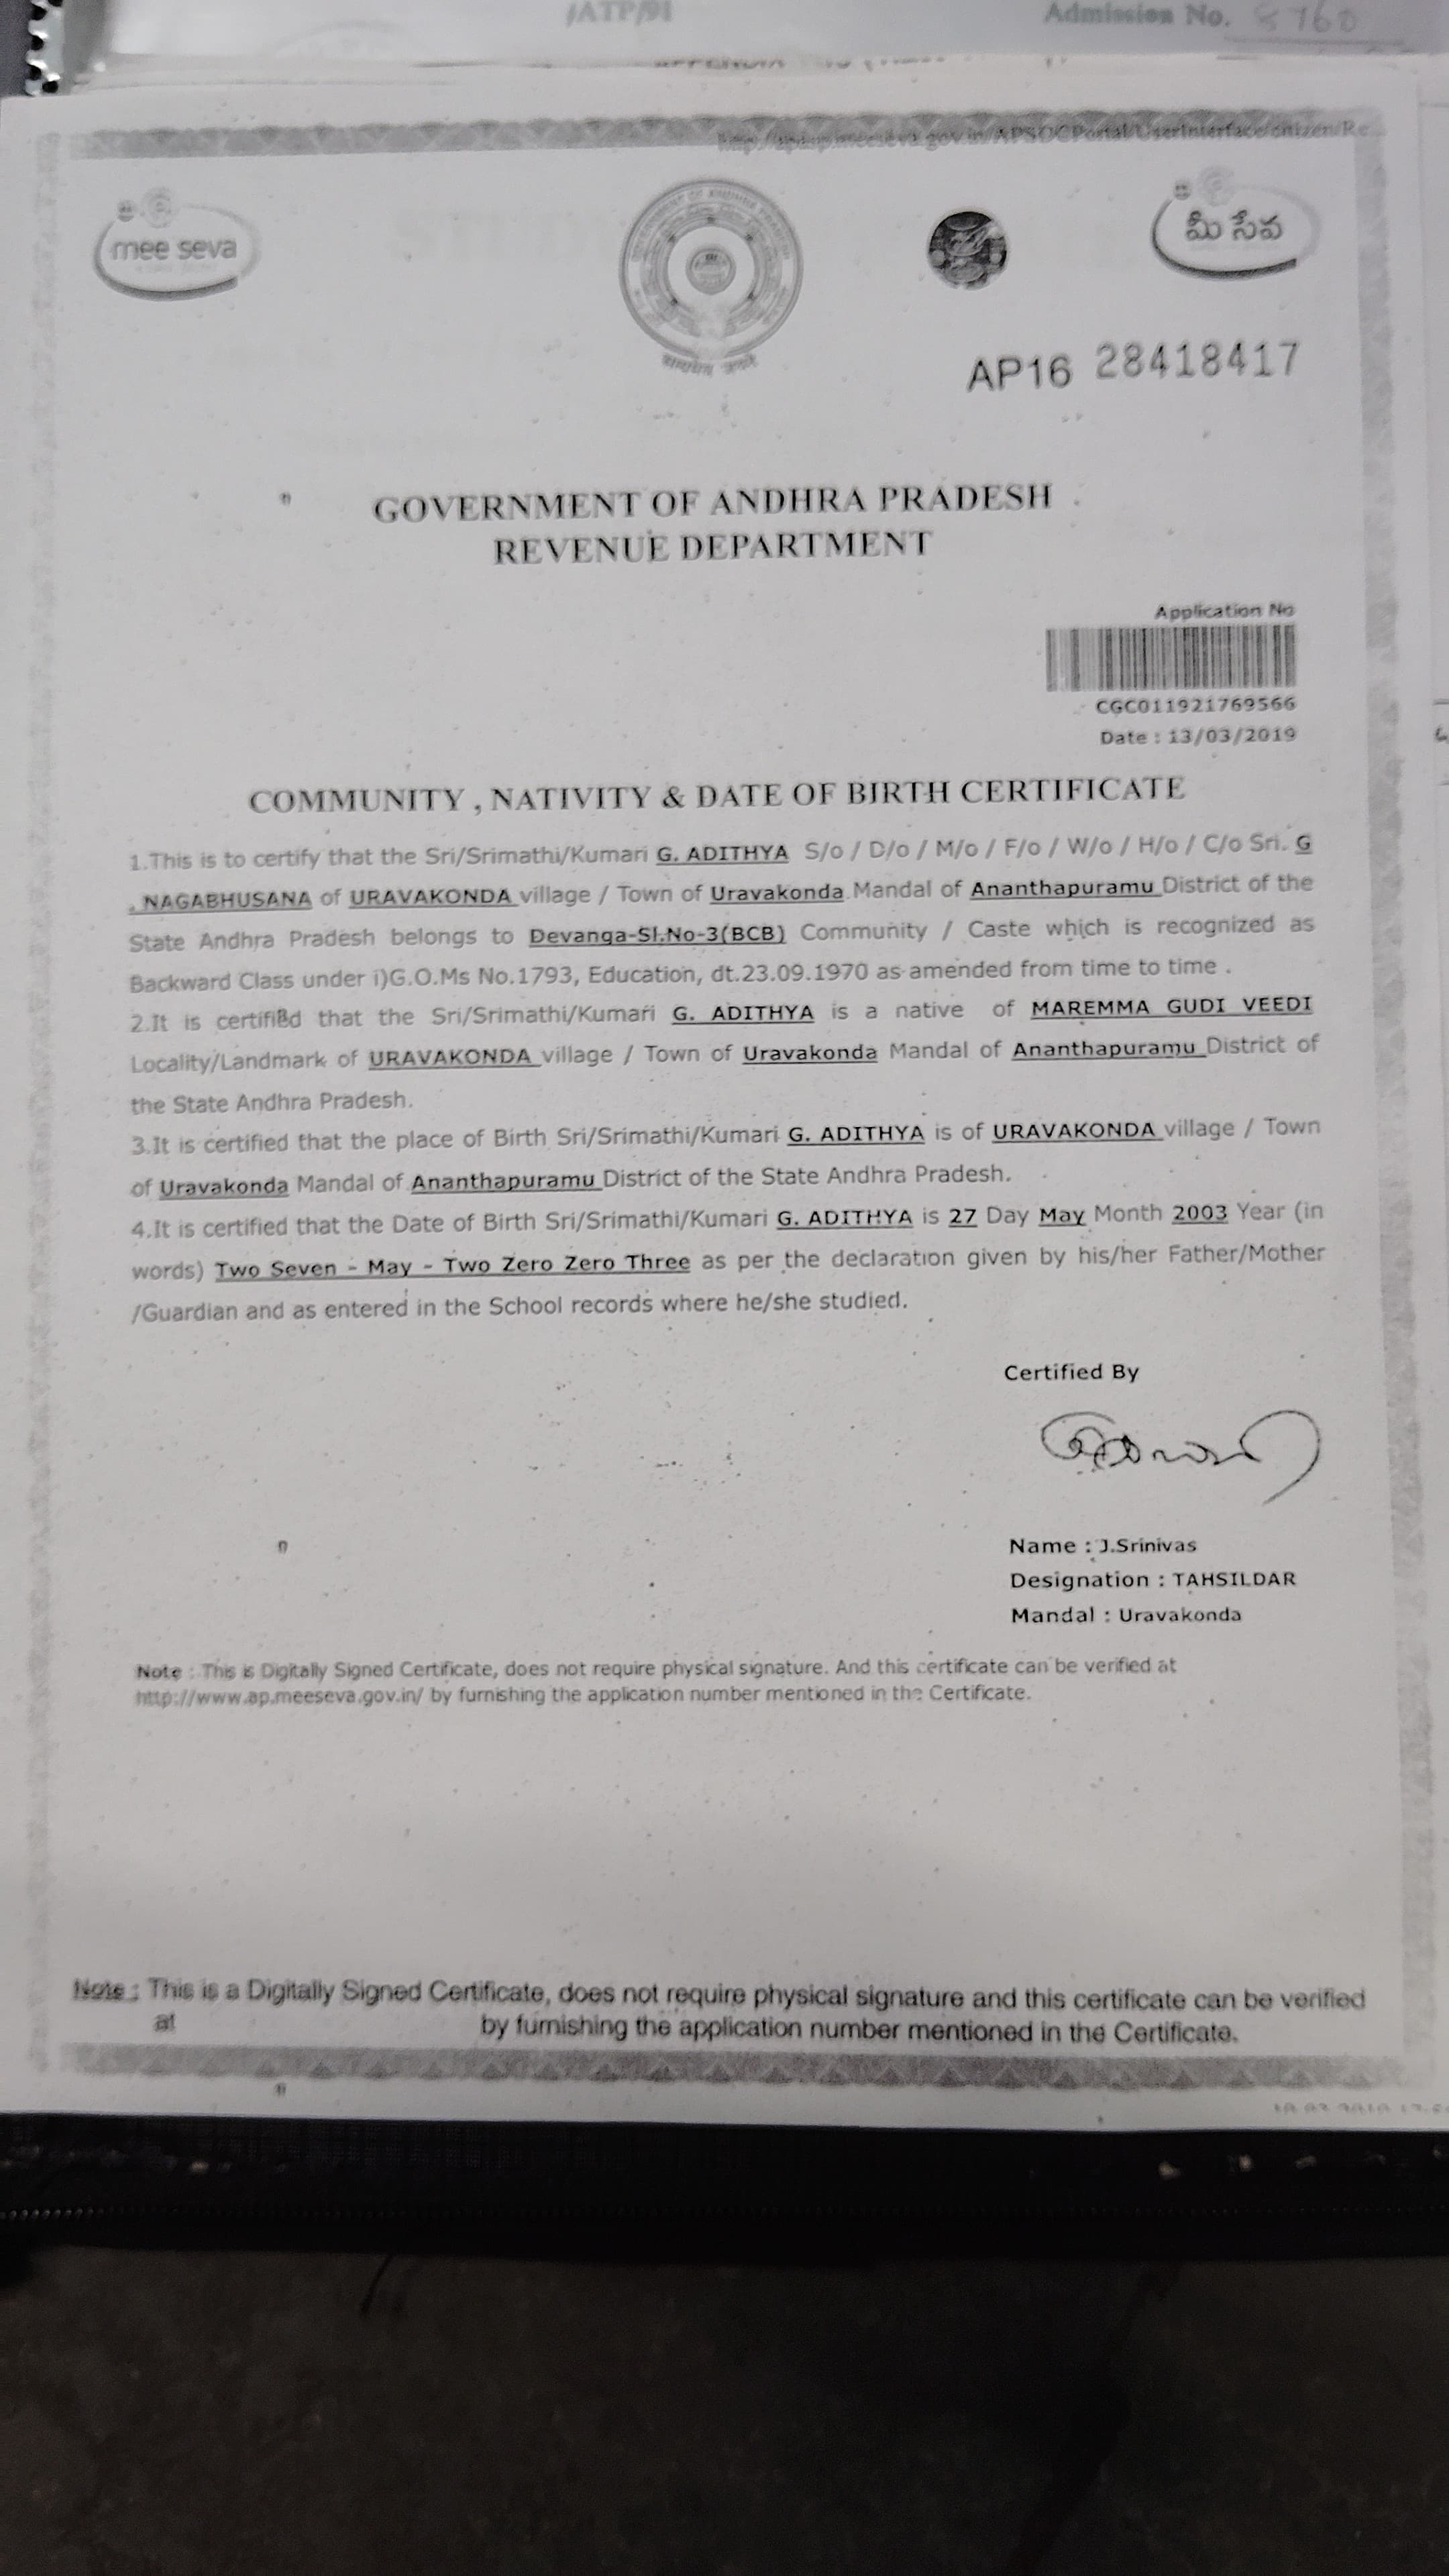 /ATP/91 Admission No. 8760
mee seva
మీ సేవ
AP16 28418417
GOVERNMENT OF ANDHRA PRADESH
REVENUE DEPARTMENT
Application No
CGC011921769566
Date : 13/03/2019
COMMUNITY , NATIVITY & DATE OF BIRTH CERTIFICATE
1.This is to certify that the Sri/Srimathi/Kumari G. ADITHYA S/o / D/o / M/o / F/o / W/o / H/o / C/o Sri. G
. NAGABHUSANA of URAVAKONDA village / Town of Uravakonda Mandal of Ananthapuramu District of the
State Andhra Pradesh belongs to Devanga-Sl.No-3(BCB) Community / Caste which is recognized as
Backward Class under i)G.O.Ms No.1793, Education, dt.23.09.1970 as amended from time to time .
2.It is certified that the Sri/Srimathi/Kumari G. ADITHYA is a native of MAREMMA GUDI VEEDI
Locality/Landmark of URAVAKONDA village / Town of Uravakonda Mandal of Ananthapuramu District of
the State Andhra Pradesh.
3.It is certified that the place of Birth Sri/Srimathi/Kumari G. ADITHYA is of URAVAKONDA village / Town
of Uravakonda Mandal of Ananthapuramu District of the State Andhra Pradesh.
4.It is certified that the Date of Birth Sri/Srimathi/Kumari G. ADITHYA is 27 Day May Month 2003 Year (in
words) Two Seven - May - Two Zero Zero Three as per the declaration given by his/her Father/Mother
/Guardian and as entered in the School records where he/she studied.
Certified By
Name : J.Srinivas
Designation : TAHSILDAR
Mandal : Uravakonda
Note : This is Digitally Signed Certificate, does not require physical signature. And this certificate can be verified at
http://www.ap.meeseva.gov.in/ by furnishing the application number mentioned in the Certificate.
Note : This is a Digitally Signed Certificate, does not require physical signature and this certificate can be verified
at by furnishing the application number mentioned in the Certificate.